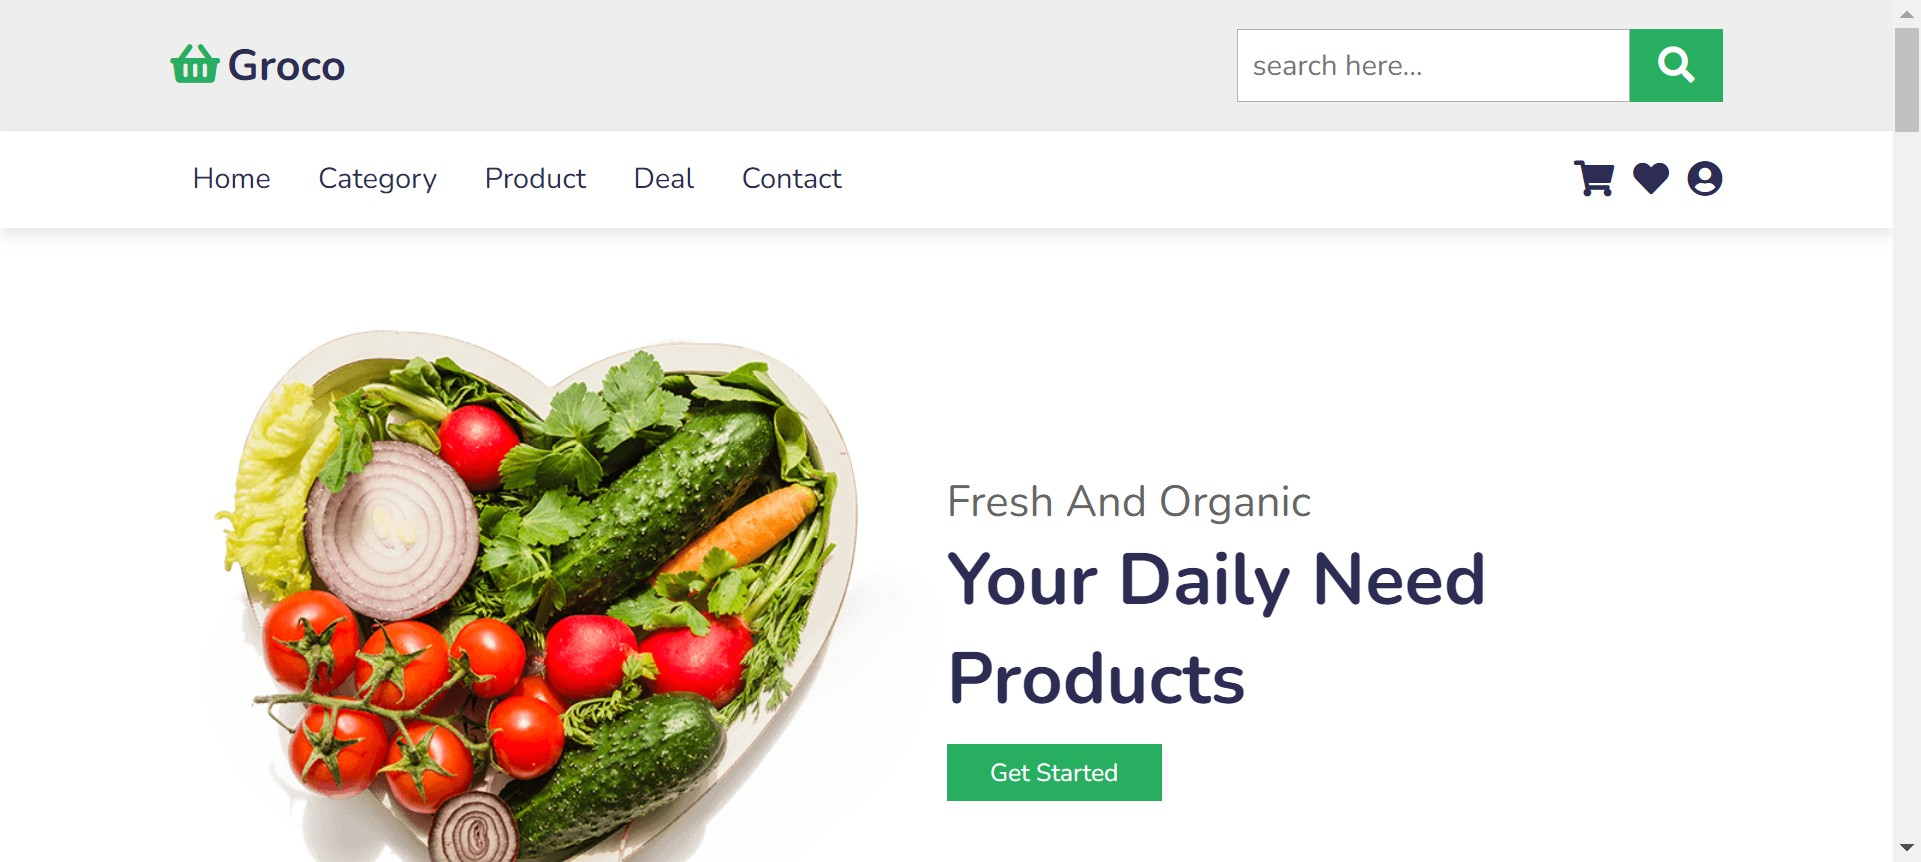 Groco
search here...
Home Category Product Deal Contact
Fresh And Organic
Your Daily Need
Products
Get Started